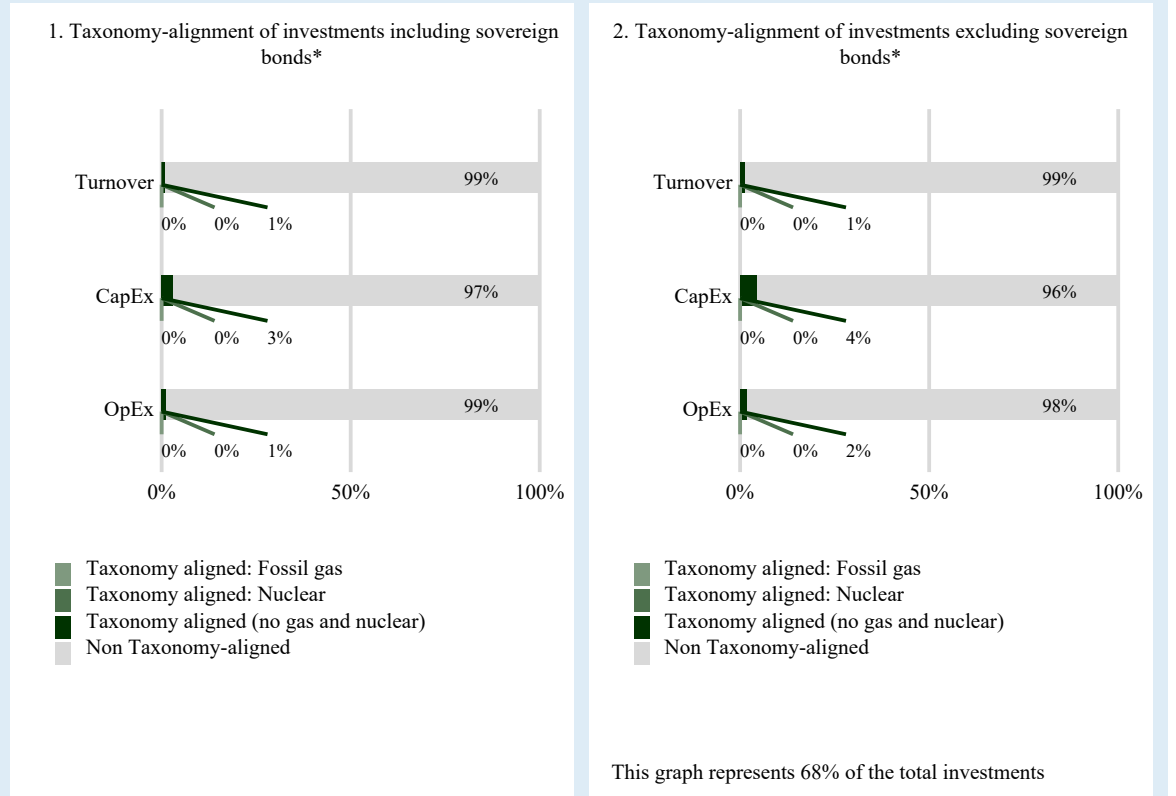 1. Taxonomy-alignment of investments including sovereign
bonds*
Turnover
99%
0% 0% 1%
CapEx
97%
0% 0% 3%
OpEx
99%
0% 0% 1%
0% 50% 100%
Taxonomy aligned: Fossil gas
Taxonomy aligned: Nuclear
Taxonomy aligned (no gas and nuclear)
Non Taxonomy-aligned
2. Taxonomy-alignment of investments excluding sovereign
bonds*
Turnover
99%
0% 0% 1%
CapEx
96%
0% 0% 4%
OpEx
98%
0% 0% 2%
0% 50% 100%
Taxonomy aligned: Fossil gas
Taxonomy aligned: Nuclear
Taxonomy aligned (no gas and nuclear)
Non Taxonomy-aligned
This graph represents 68% of the total investments